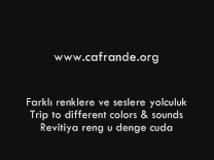 www.cafrande.org
Farklı renklere ve seslere yolculuk
Trip to different colors & sounds
Revitiya reng u denge cuda